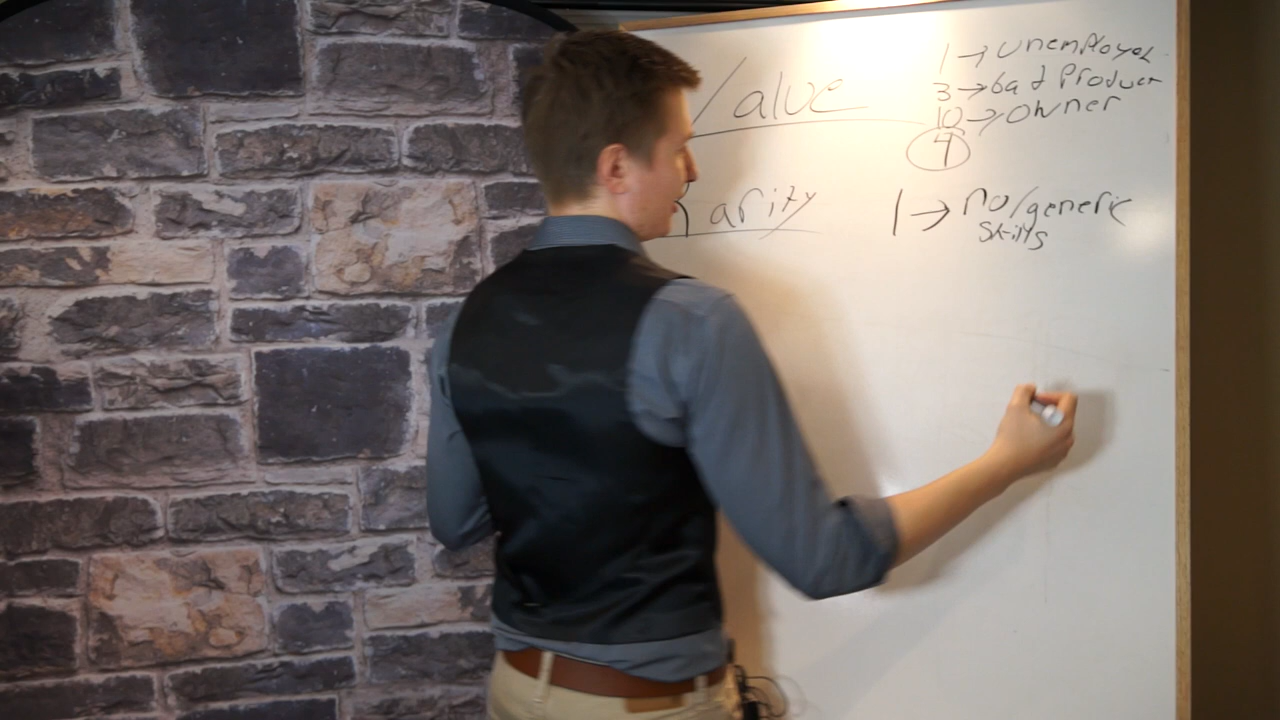 Value
1 → unemployed
3 → bad Product
10 → owner
4
Rarity
1 → no/generic
skills